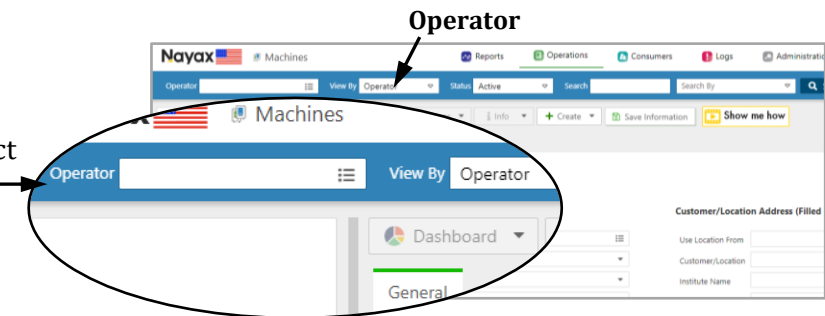 Operator
Nayax Machines Reports Operations Consumers Logs Administratio
Operator View By Operator Status Active Search Search By
Machines Info Create Save Information Show me how
ct
Operator View By Operator
Dashboard
General
Customer/Location Address (Filled
Use Location From
Customer/Location
Institute Name